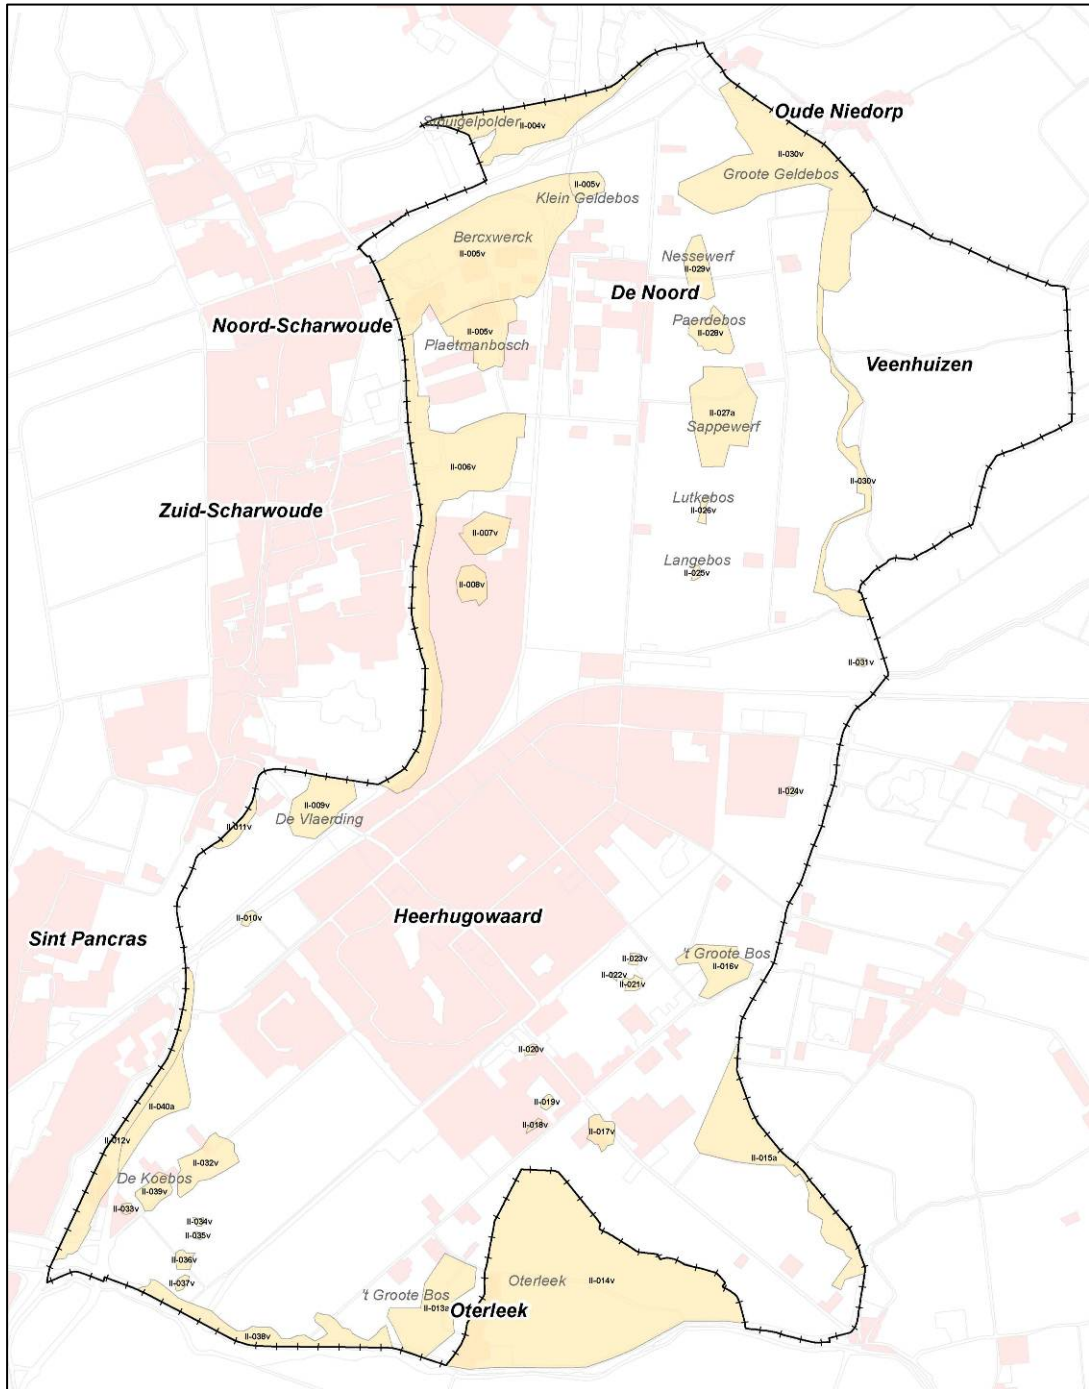 Oude Niedorp
Spuigelpolder
II-004v
II-030v
Groote Geldebos
II-005v
Klein Geldebos
Bercxwerck
II-005v
Nessewerf
II-029v
De Noord
Noord-Scharwoude
Paerdebos
II-028v
II-005v
Plaetmanbosch
Veenhuizen
II-027a
Sappewerf
II-006v
II-030v
Lutkebos
II-026v
Zuid-Scharwoude
II-007v
Langebos
II-025v
II-008v
II-031v
II-024v
II-009v
De Vlaerding
II-011v
Heerhugowaard
II-010v
Sint Pancras
't Groote Bos
II-016v
II-023v
II-022v
II-021v
II-020v
II-019v
II-018v
II-017v
II-040a
II-012v
II-015a
II-032v
De Koebos
II-039v
II-033v
II-034v
II-035v
II-036v
II-037v
Oterleek
II-014v
't Groote Bos
II-013a
Oterleek
II-038v